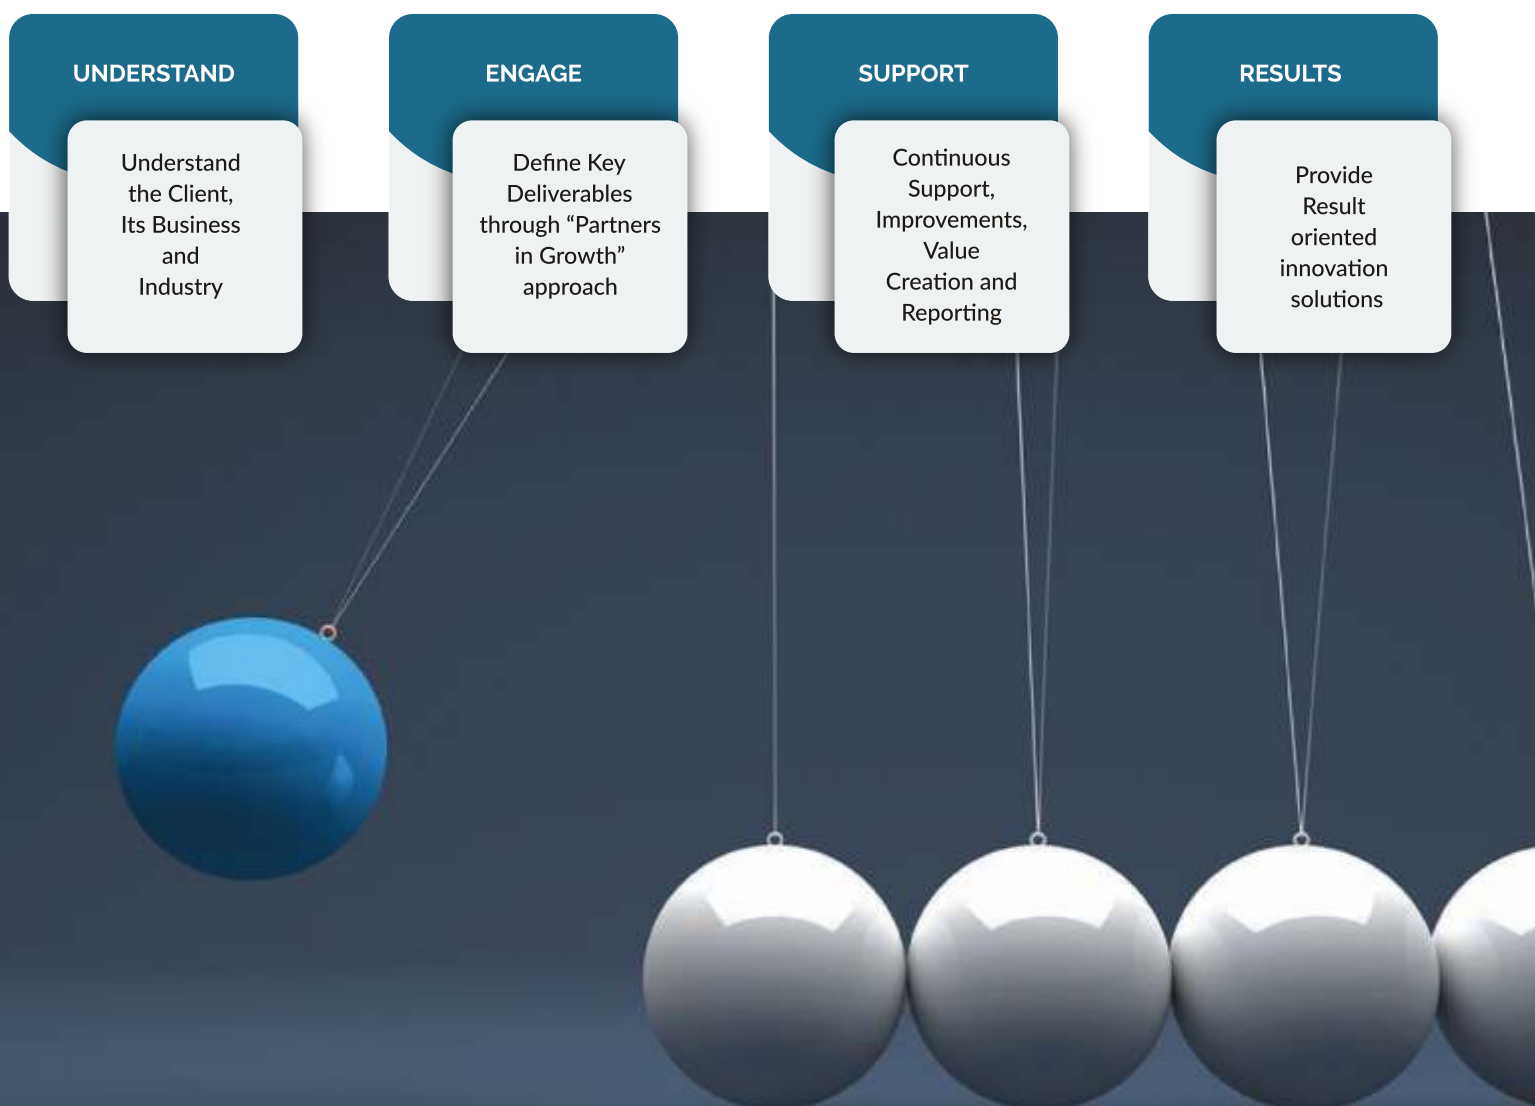 UNDERSTAND
Understand
the Client,
Its Business
and
Industry
ENGAGE
Define Key
Deliverables
through “Partners
in Growth”
approach
SUPPORT
Continuous
Support,
Improvements,
Value
Creation and
Reporting
RESULTS
Provide
Result
oriented
innovation
solutions